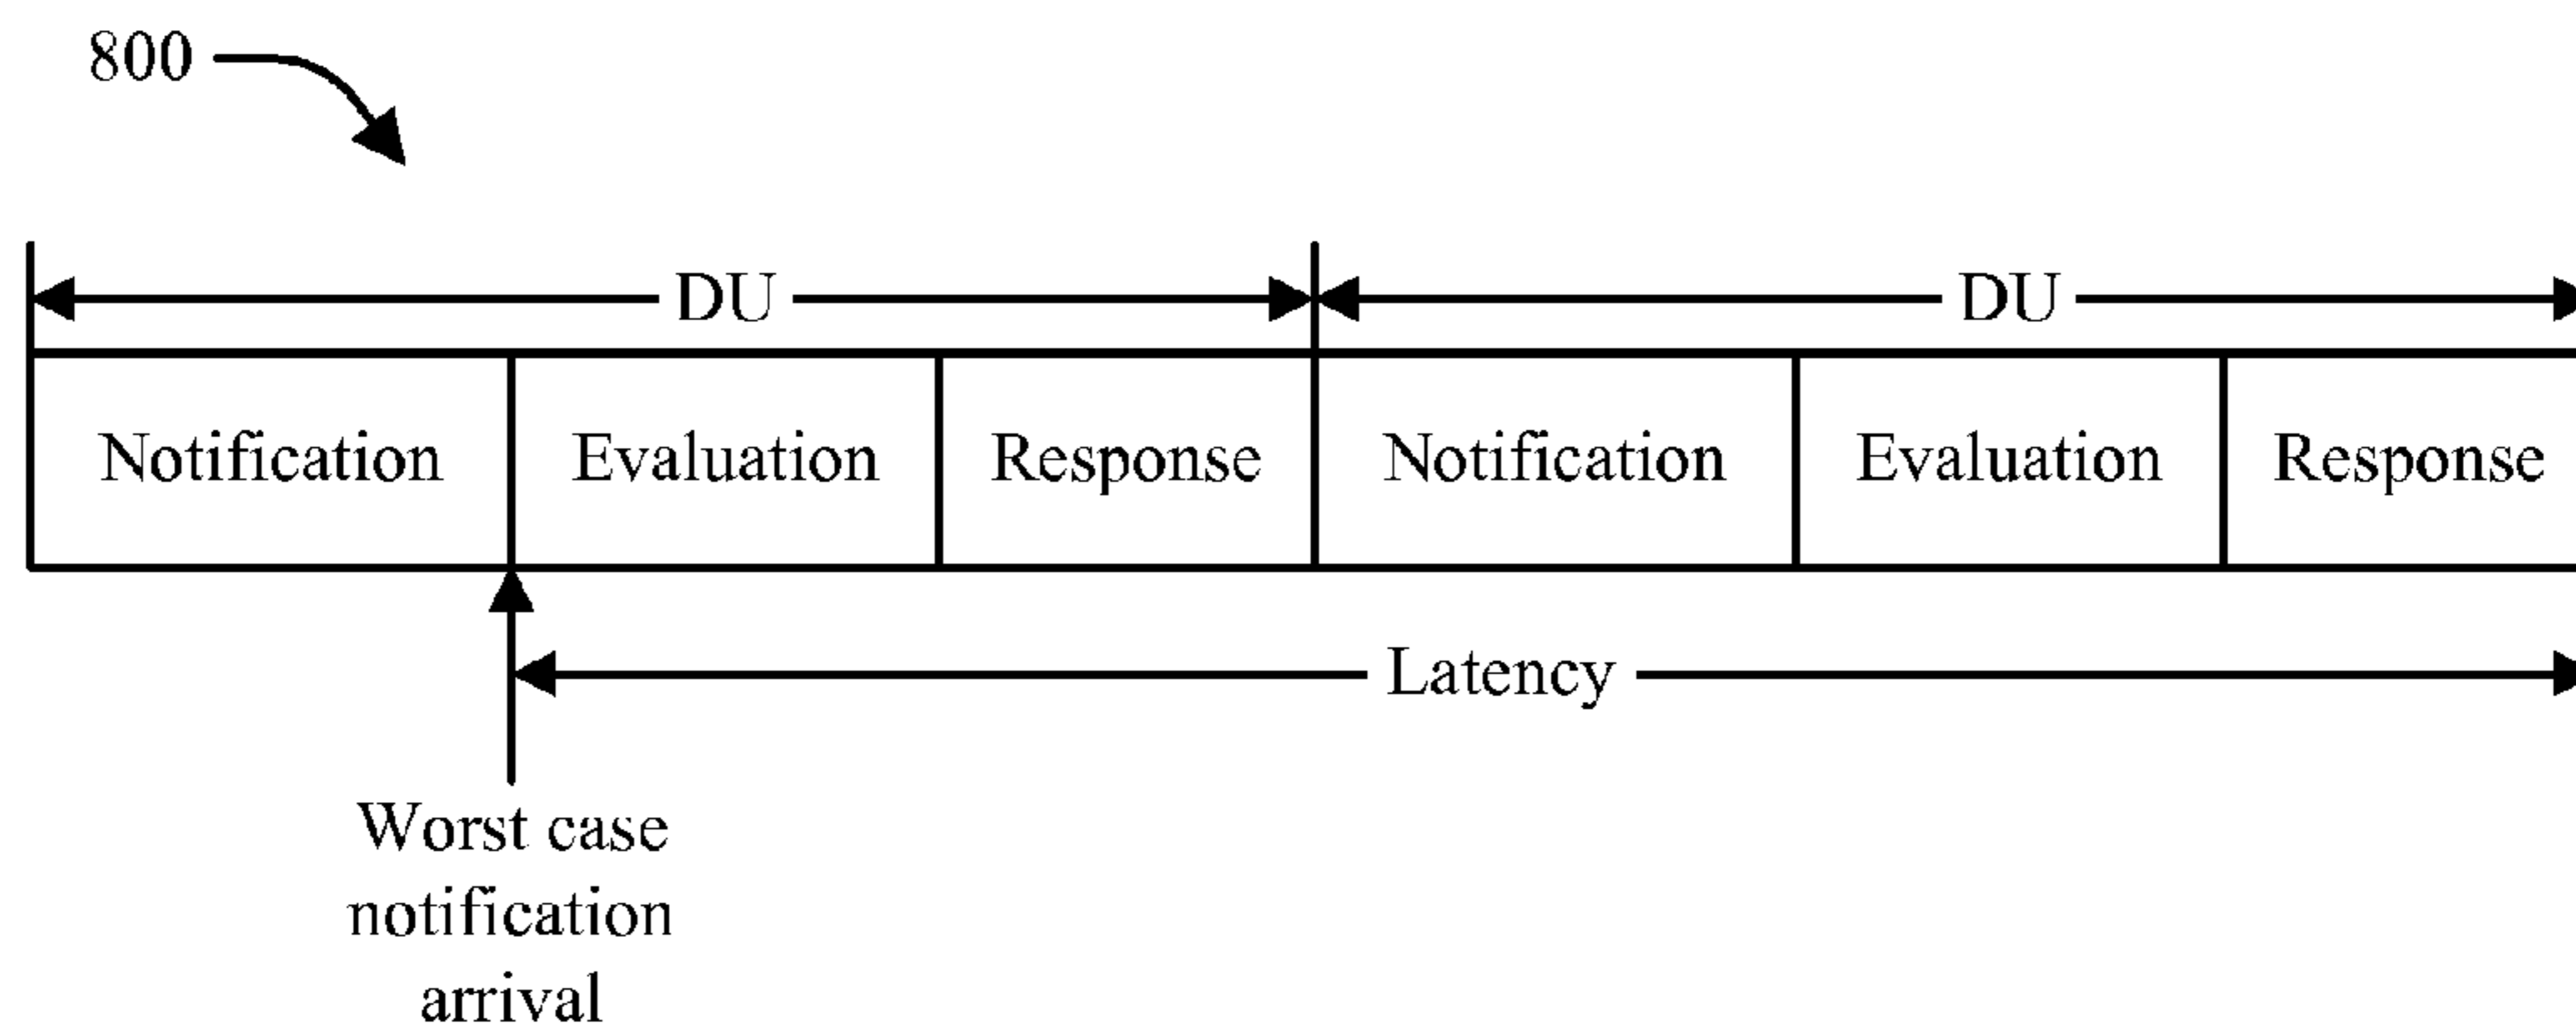 800
DU DU
Notification Evaluation Response Notification Evaluation Response
Latency
Worst case
notification
arrival